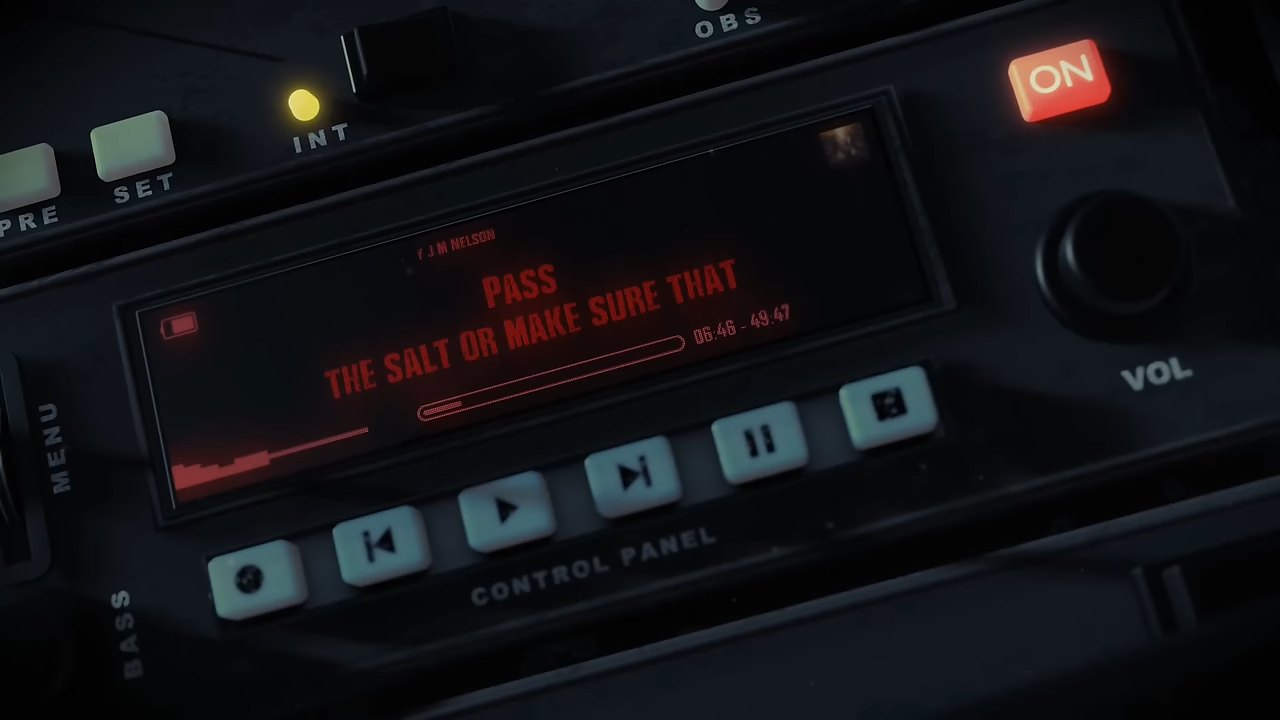 OBS
ON
INT
SET
PRE
J M NELSON
PASS
THE SALT OR MAKE SURE THAT
06:46 - 49:47
VOL
MENU
CONTROL PANEL
BASS